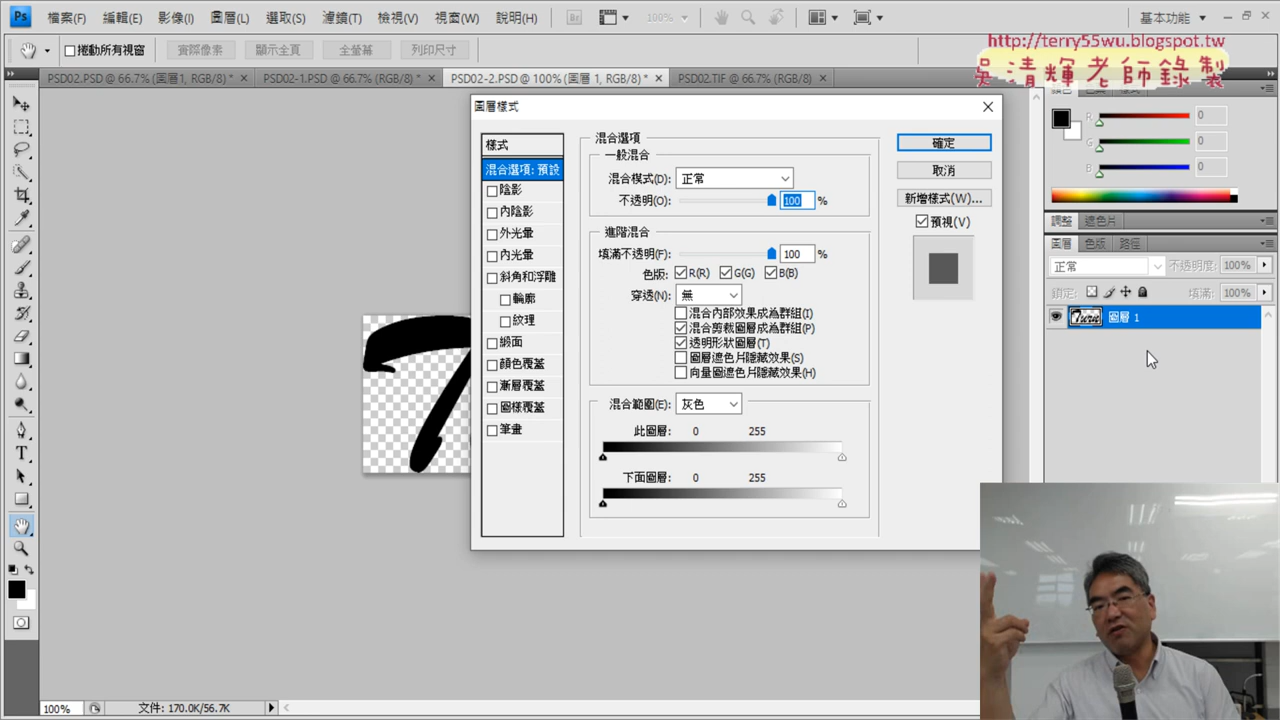 Ps 檔案(F) 編輯(E) 影像(I) 圖層(L) 選取(S) 濾鏡(T) 檢視(V) 視窗(W) 說明(H) Br 100% 基本功能
捲動所有視窗 實際像素 顯示全頁 全螢幕 列印尺寸
http://terry55wu.blogspot.tw
吳清輝老師錄製
PSD02.PSD @ 66.7% (圖層1, RGB/8) * × PSD02-1.PSD @ 66.7% (RGB/8) * × PSD02-2.PSD @ 100% (圖層 1, RGB/8) * × PSD02.TIF @ 66.7% (RGB/8) ×
圖層樣式
樣式
混合選項: 預設
陰影
內陰影
外光暈
內光暈
斜角和浮雕
輪廓
紋理
緞面
顏色覆蓋
漸層覆蓋
圖樣覆蓋
筆畫
混合選項
一般混合
混合模式(D): 正常
不透明(O): 100 %
進階混合
填滿不透明(F): 100 %
色版: R(R) G(G) B(B)
穿透(N): 無
混合內部效果成為群組(I)
混合剪裁圖層成為群組(P)
透明形狀圖層(T)
圖層遮色片隱藏效果(S)
向量圖遮色片隱藏效果(H)
混合範圍(E): 灰色
此圖層: 0 255
下面圖層: 0 255
確定
取消
新增樣式(W)...
預視(V)
R 0
G 0
B 0
調整 遮色片
圖層 色版 路徑
正常 不透明度: 100%
鎖定: 填滿: 100%
圖層 1
100% 文件: 170.0K/56.7K